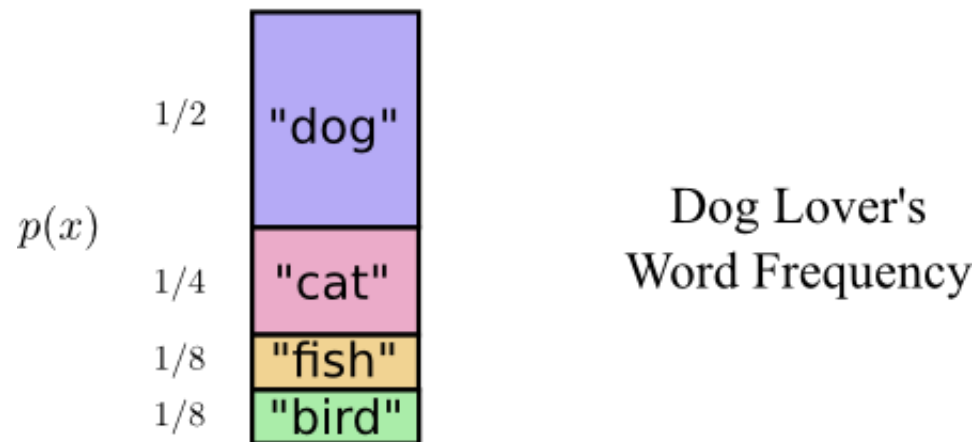 1/2
"dog"
p(x)
Dog Lover's
Word Frequency
1/4
"cat"
1/8
"fish"
1/8
"bird"